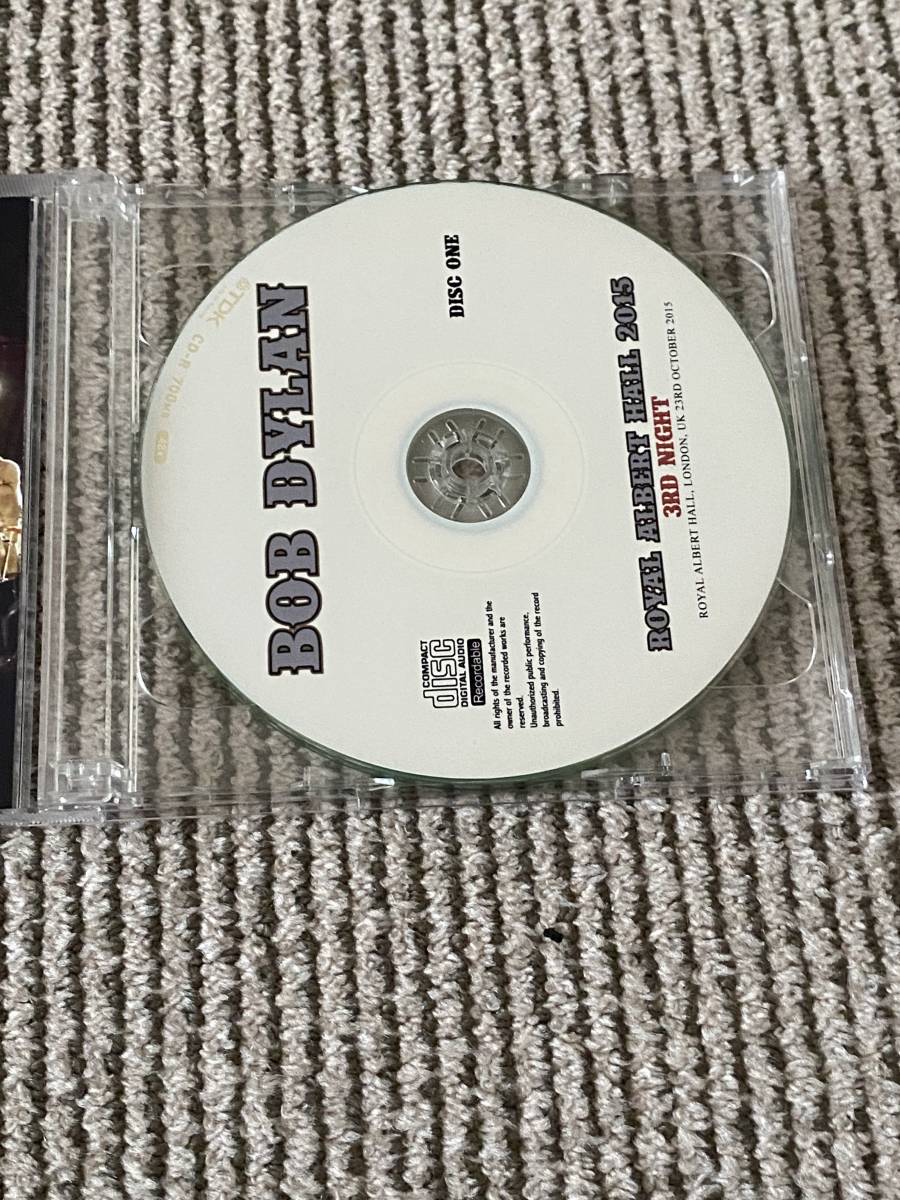 BOB DYLAN
TDK
CD-R 700MB
DISC ONE
COMPACT
disc
DIGITAL AUDIO
Recordable
All rights of the manufacturer and the
owner of the recorded works are
reserved.
Unauthorized public performance,
broadcasting and copying of the record
prohibited.
ROYAL ALBERT HALL 2015
3RD NIGHT
ROYAL ALBERT HALL, LONDON, UK 23RD OCTOBER 2015